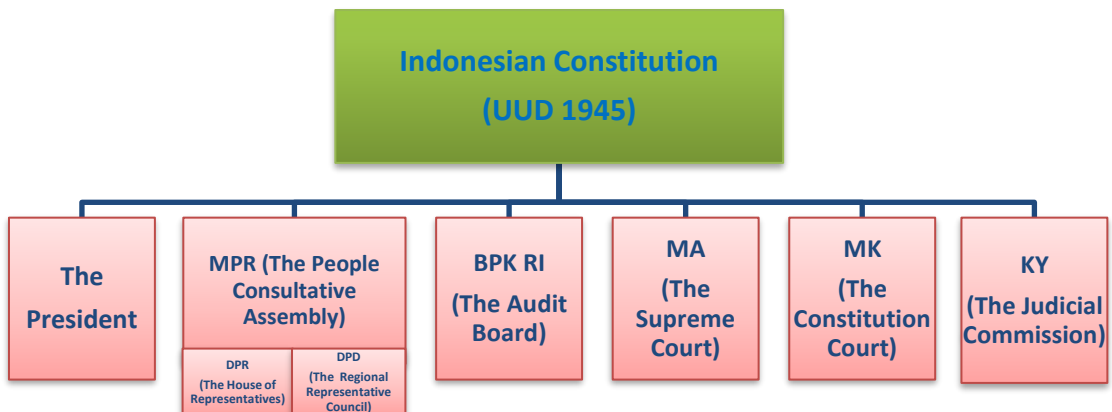 Indonesian Constitution
(UUD 1945)
The
President
MPR (The People
Consultative
Assembly)
DPR
(The House of
Representatives)
DPD
(The Regional
Representative
Council)
BPK RI
(The Audit
Board)
MA
(The
Supreme
Court)
MK
(The
Constitution
Court)
KY
(The Judicial
Commission)